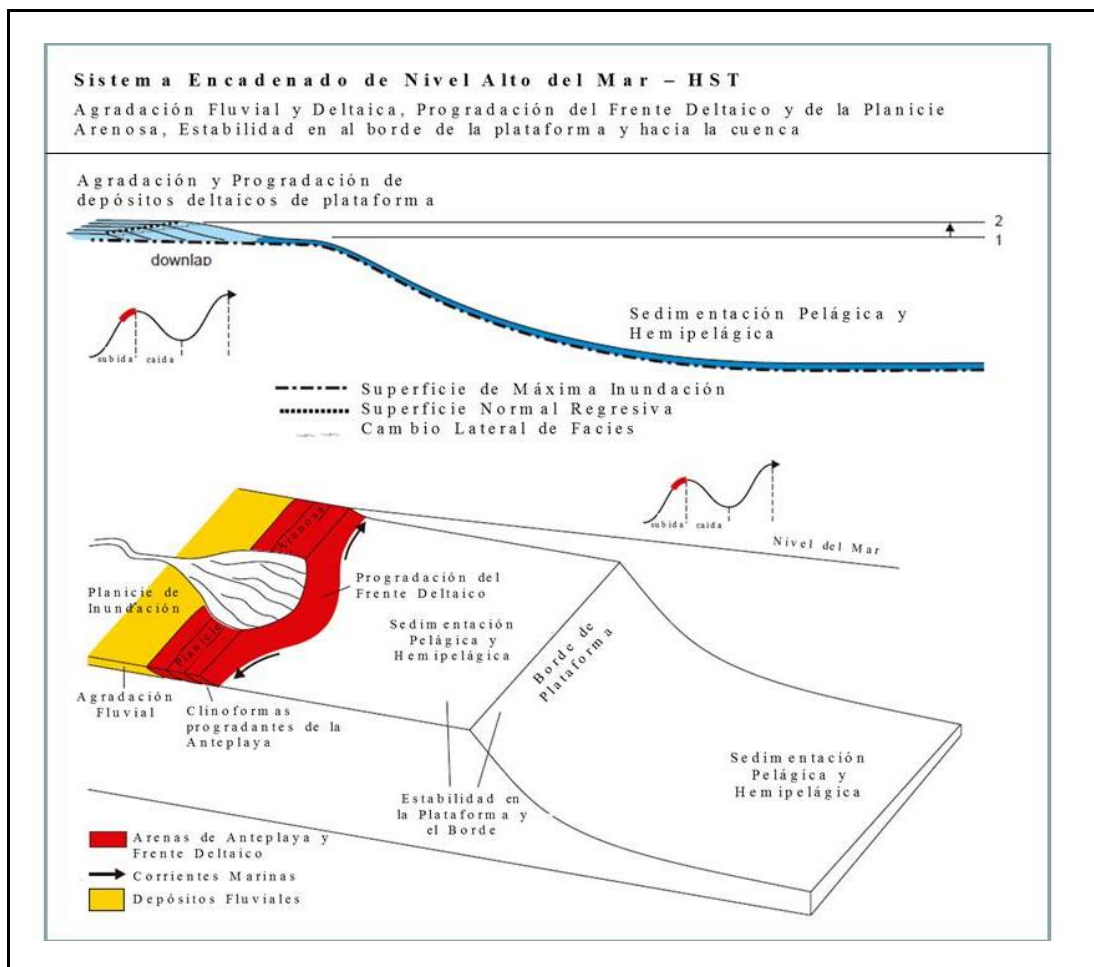 Sistema Encadenado de Nivel Alto del Mar – HST
Agradación Fluvial y Deltaica, Progradación del Frente Deltaico y de la Planicie
Arenosa, Estabilidad en al borde de la plataforma y hacia la cuenca
Agradación y Progradación de
depósitos deltaicos de plataforma
2
1
downlap
subida
caída
Sedimentación Pelágica y
Hemipelágica
Superficie de Máxima Inundación
Superficie Normal Regresiva
Cambio Lateral de Facies
subida
caída
Nivel del Mar
Arenosa
Planicie de
Inundación
Planicie
Progradación del
Frente Deltaico
Sedimentación
Pelágica y
Hemipelágica
Borde de
Plataforma
Agradación
Fluvial
Clinoformas
progradantes de la
Anteplaya
Estabilidad en
la Plataforma y
el Borde
Sedimentación
Pelágica y
Hemipelágica
Arenas de Anteplaya y
Frente Deltaico
Corrientes Marinas
Depósitos Fluviales